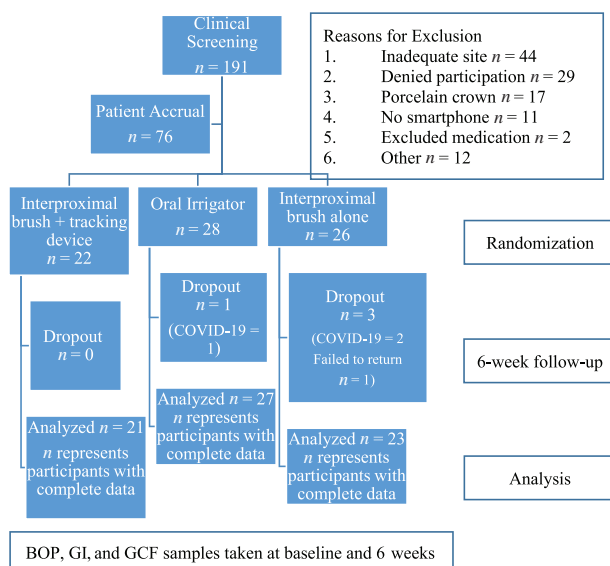 Clinical
Screening
n = 191
Reasons for Exclusion
1. Inadequate site n = 44
2. Denied participation n = 29
3. Porcelain crown n = 17
4. No smartphone n = 11
5. Excluded medication n = 2
6. Other n = 12
Patient Accrual
n = 76
Interproximal
brush + tracking
device
n = 22
Oral Irrigator
n = 28
Interproximal
brush alone
n = 26
Randomization
Dropout
n = 0
Dropout
n = 1
(COVID-19 =
1)
Dropout
n = 3
(COVID-19 = 2
Failed to return
n = 1)
6-week follow-up
Analyzed n = 21
n represents
participants with
complete data
Analyzed n = 27
n represents
participants with
complete data
Analyzed n = 23
n represents
participants with
complete data
Analysis
BOP, GI, and GCF samples taken at baseline and 6 weeks